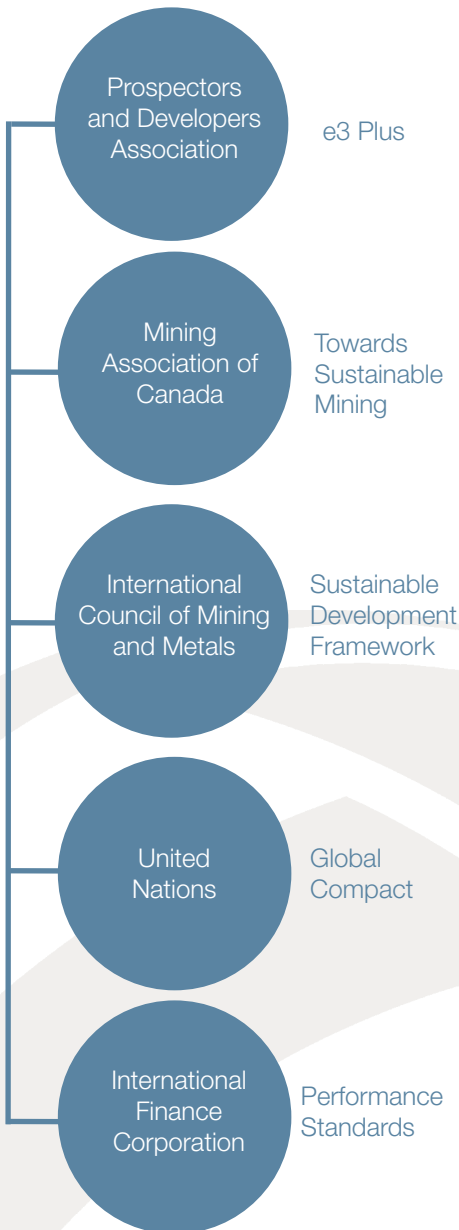 Prospectors
and Developers
Association
e3 Plus
Mining
Association of
Canada
Towards
Sustainable
Mining
International
Council of Mining
and Metals
Sustainable
Development
Framework
United
Nations
Global
Compact
International
Finance
Corporation
Performance
Standards